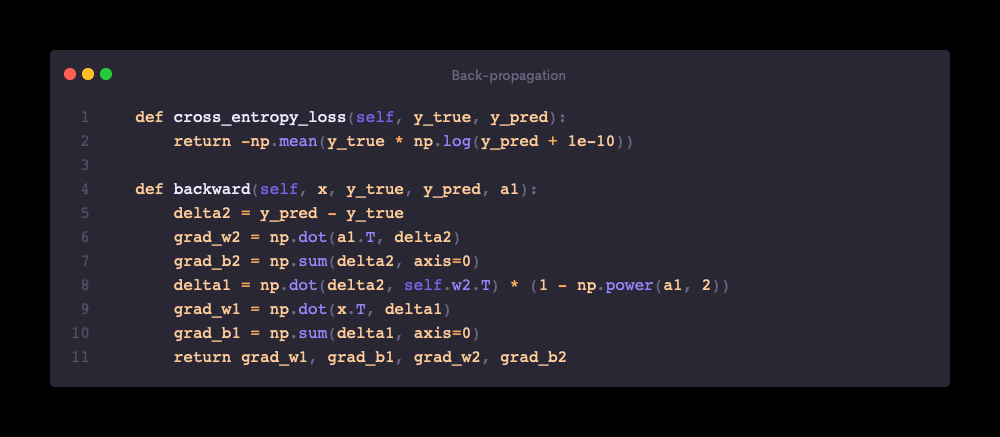 Back-propagation
1 def cross_entropy_loss(self, y_true, y_pred):
2 return -np.mean(y_true * np.log(y_pred + 1e-10))
3
4 def backward(self, x, y_true, y_pred, a1):
5 delta2 = y_pred - y_true
6 grad_w2 = np.dot(a1.T, delta2)
7 grad_b2 = np.sum(delta2, axis=0)
8 delta1 = np.dot(delta2, self.w2.T) * (1 - np.power(a1, 2))
9 grad_w1 = np.dot(x.T, delta1)
10 grad_b1 = np.sum(delta1, axis=0)
11 return grad_w1, grad_b1, grad_w2, grad_b2